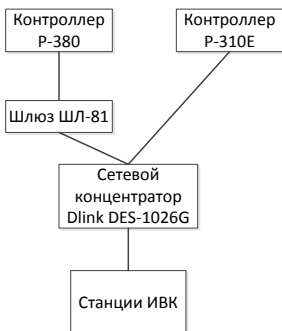 Контроллер
Р-380
Контроллер
Р-310Е
Шлюз ШЛ-81
Сетевой
концентратор
Dlink DES-1026G
Станции ИВК